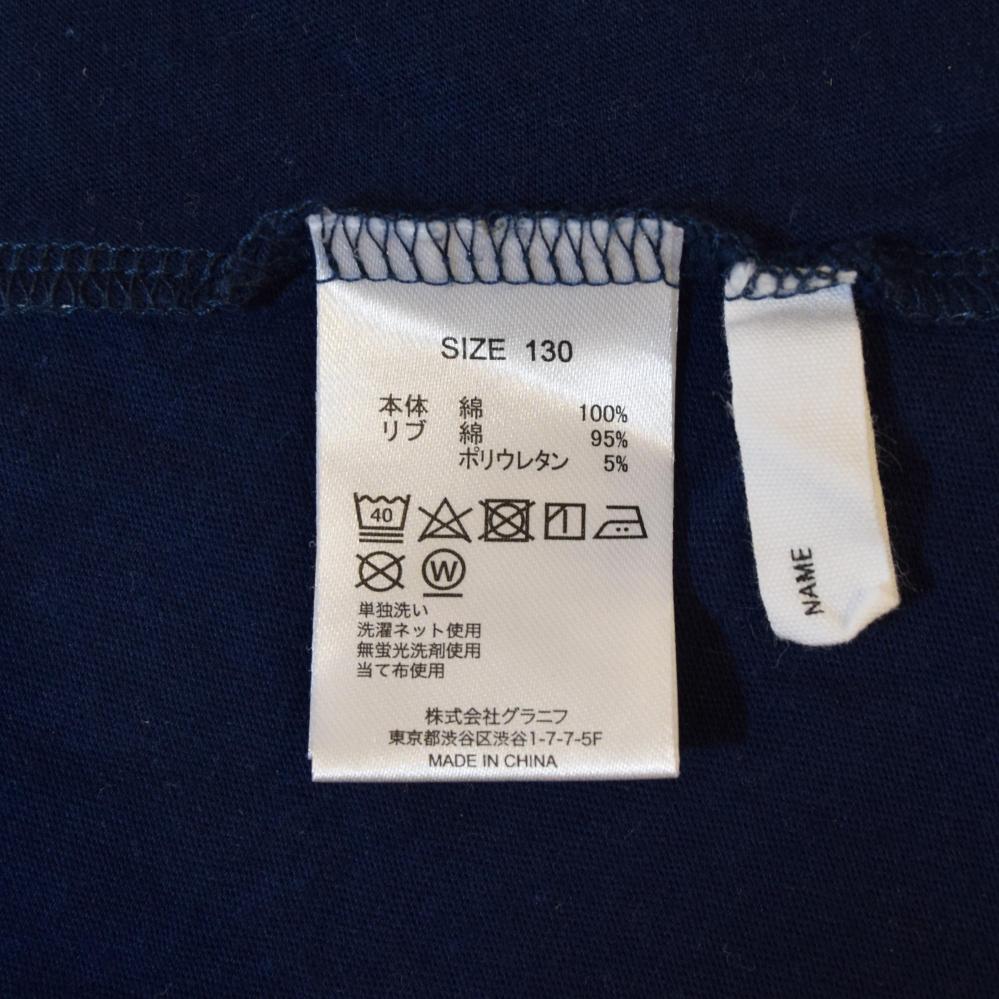 SIZE 130
本体 綿 100%
リブ 綿 95%
ポリウレタン 5%
40
W
単独洗い
洗濯ネット使用
無蛍光洗剤使用
当て布使用
株式会社グラニフ
東京都渋谷区渋谷1-7-7-5F
MADE IN CHINA
NAME